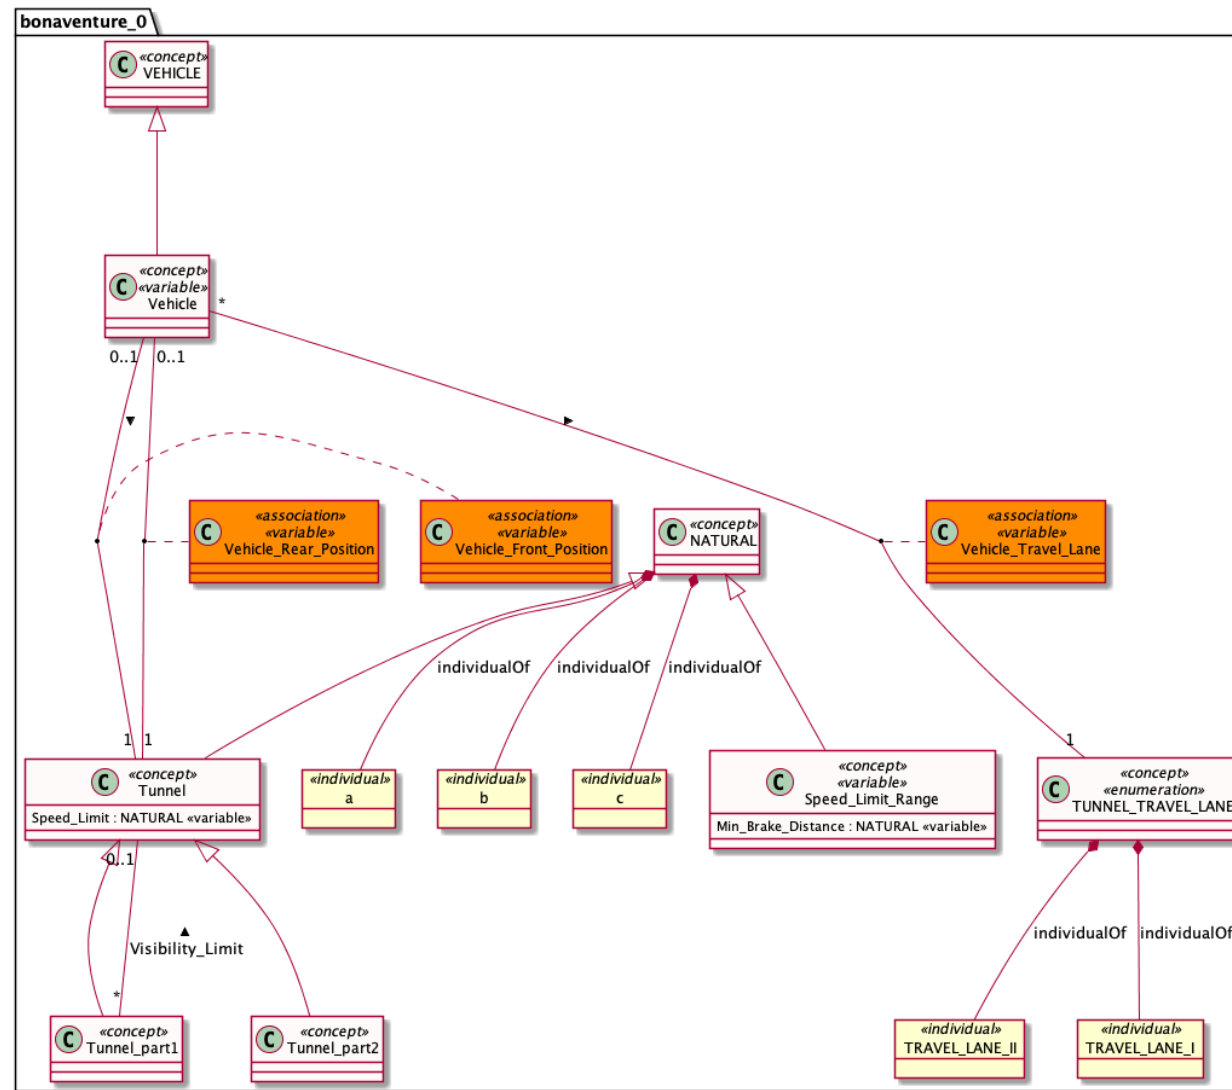 bonaventure_0
C «concept»
VEHICLE
C «concept»
«variable»
Vehicle
*
0..1 0..1
C «association»
«variable»
Vehicle_Rear_Position
C «association»
«variable»
Vehicle_Front_Position
C «concept»
NATURAL
C «association»
«variable»
Vehicle_Travel_Lane
individualOf individualOf individualOf
1 1 1
C «concept»
Tunnel
Speed_Limit : NATURAL «variable»
«individual»
a
«individual»
b
«individual»
c
C «concept»
«variable»
Speed_Limit_Range
Min_Brake_Distance : NATURAL «variable»
C «concept»
«enumeration»
TUNNEL_TRAVEL_LANE
0..1
Visibility_Limit
*
individualOf individualOf
C «concept»
Tunnel_part1
C «concept»
Tunnel_part2
«individual»
TRAVEL_LANE_II
«individual»
TRAVEL_LANE_I